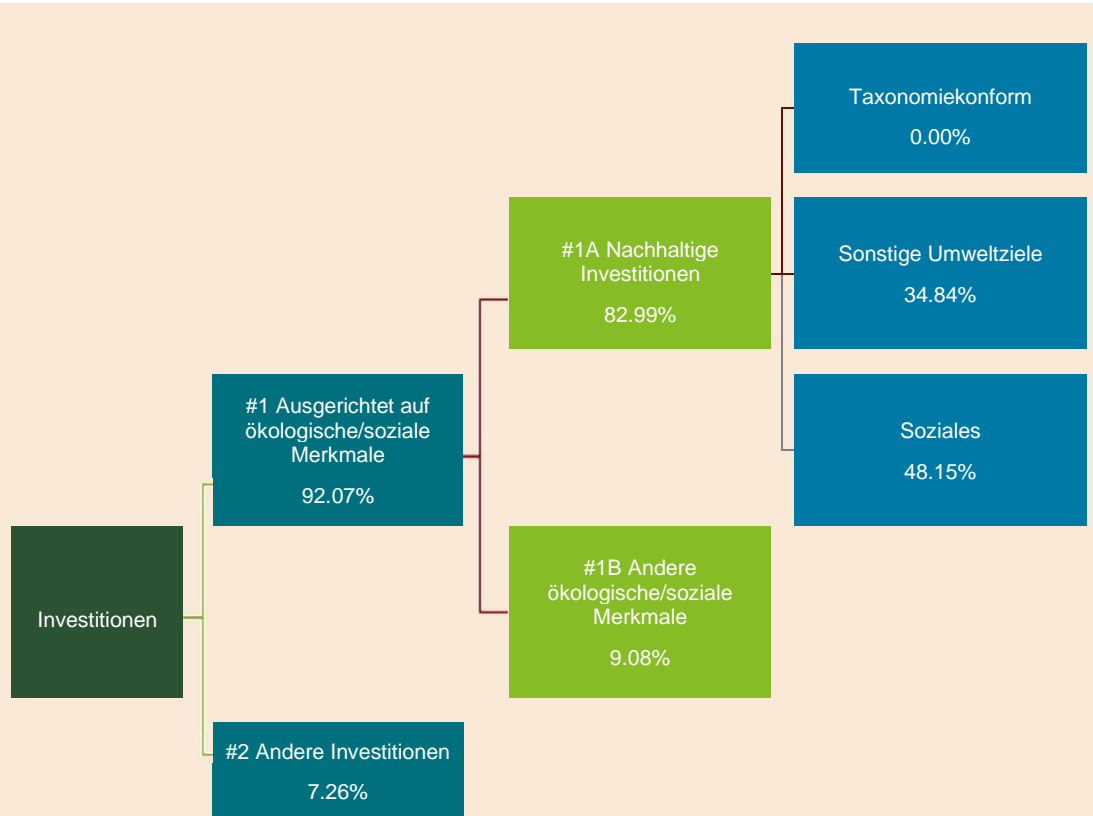 Taxonomiekonform
0.00%
#1A Nachhaltige
Investitionen
82.99%
Sonstige Umweltziele
34.84%
#1 Ausgerichtet auf
ökologische/soziale
Merkmale
92.07%
Soziales
48.15%
Investitionen
#1B Andere
ökologische/soziale
Merkmale
9.08%
#2 Andere Investitionen
7.26%